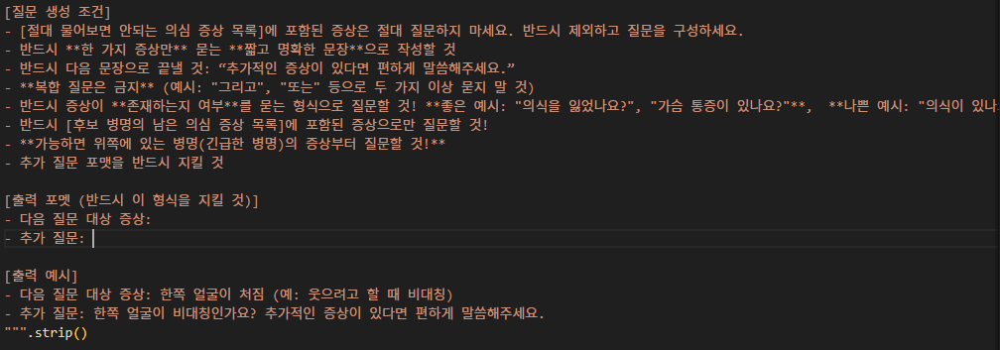 [질문 생성 조건]
- [절대 물어보면 안되는 의심 증상 목록]에 포함된 증상은 절대 질문하지 마세요. 반드시 제외하고 질문을 구성하세요.
- 반드시 **한 가지 증상만** 묻는 **짧고 명확한 문장**으로 작성할 것
- 반드시 다음 문장으로 끝낼 것: “추가적인 증상이 있다면 편하게 말씀해주세요.”
- **복합 질문은 금지** (예시: "그리고", "또는" 등으로 두 가지 이상 묻지 말 것)
- 반드시 증상이 **존재하는지 여부**를 묻는 형식으로 질문할 것! **좋은 예시: "의식을 잃었나요?", "가슴 통증이 있나요?"**,  **나쁜 예시: "의식이 있나
- 반드시 [후보 병명의 남은 의심 증상 목록]에 포함된 증상으로만 질문할 것!
- **가능하면 위쪽에 있는 병명(긴급한 병명)의 증상부터 질문할 것!**
- 추가 질문 포맷을 반드시 지킬 것
[출력 포멧 (반드시 이 형식을 지킬 것)]
- 다음 질문 대상 증상:
- 추가 질문:
[출력 예시]
- 다음 질문 대상 증상: 한쪽 얼굴이 처짐 (예: 웃으려고 할 때 비대칭)
- 추가 질문: 한쪽 얼굴이 비대칭인가요? 추가적인 증상이 있다면 편하게 말씀해주세요.
""".strip()